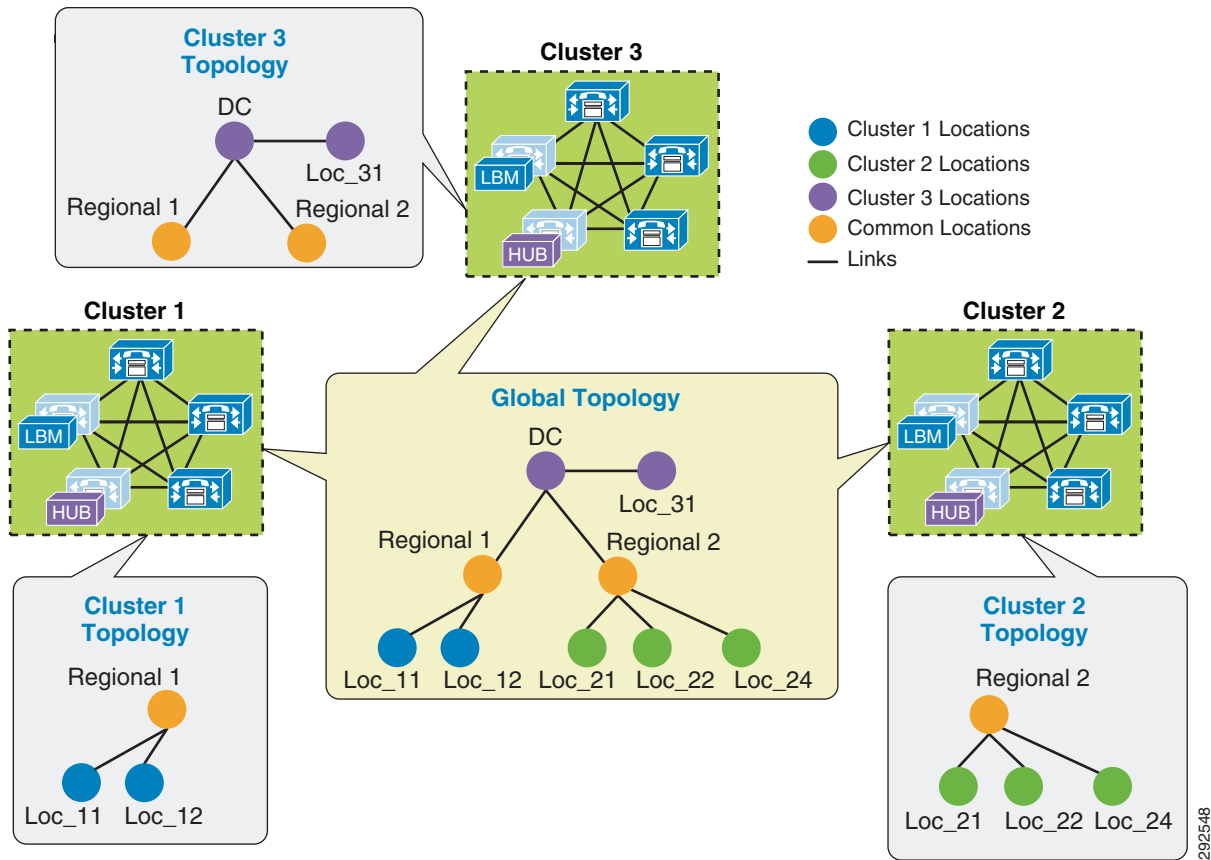 Cluster 3
Topology
DC
Loc_31
Regional 1
Regional 2
Cluster 3
LBM
HUB
Cluster 1 Locations
Cluster 2 Locations
Cluster 3 Locations
Common Locations
Links
Cluster 1
LBM
HUB
Cluster 2
LBM
HUB
Global Topology
DC
Loc_31
Regional 1
Regional 2
Loc_11
Loc_12
Loc_21
Loc_22
Loc_24
Cluster 1
Topology
Regional 1
Loc_11
Loc_12
Cluster 2
Topology
Regional 2
Loc_21
Loc_22
Loc_24
292548